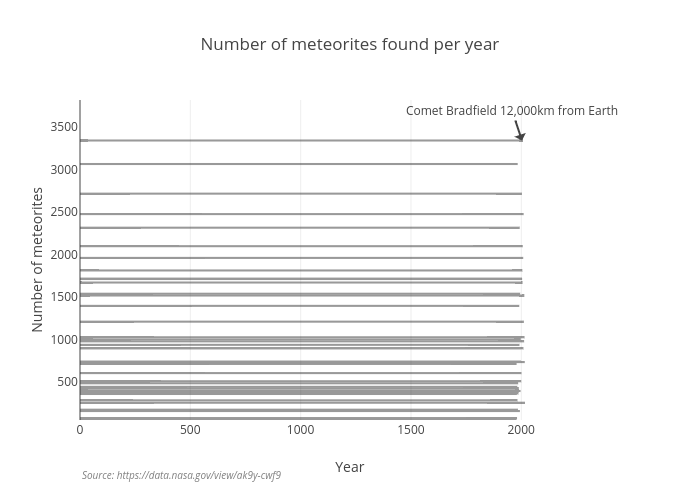 Number of meteorites found per year
Comet Bradfield 12,000km from Earth
3500
3000
2500
2000
1500
1000
500
Number of meteorites
0
500
1000
1500
2000
Year
Source: https://data.nasa.gov/view/ak9y-cwf9